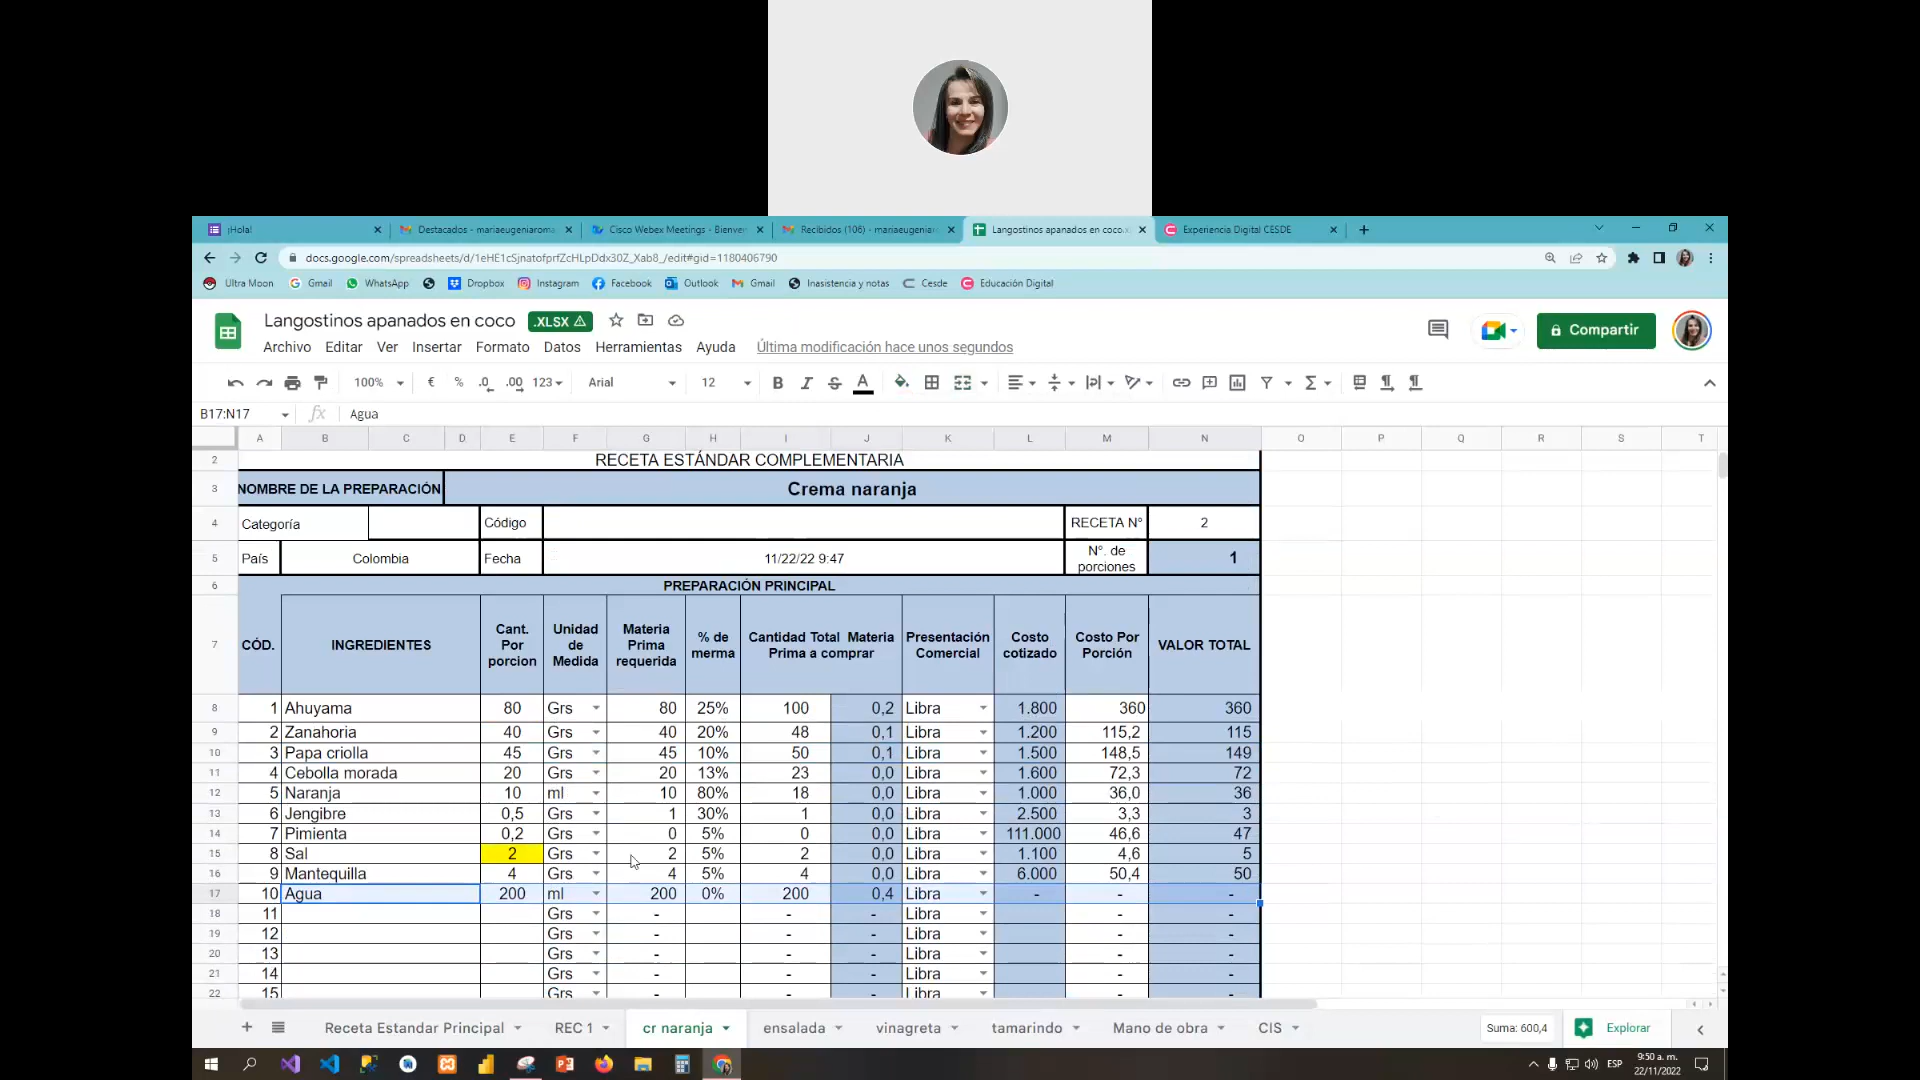 ¡Hola!
Destacados - mariaeugeniaroma
Cisco Webex Meetings - Bienven
Recibidos (106) - mariaeugenian
Langostinos apanados en coco.x
Experiencia Digital CESDE
docs.google.com/spreadsheets/d/1eHE1cSjnatofprfZcHLpDdx30Z_Xab8_/edit#gid=1180406790
Ultra Moon Gmail WhatsApp Dropbox Instagram Facebook Outlook Gmail Inasistencia y notas Cesde Educación Digital
Langostinos apanados en coco .XLSX
Compartir
Archivo Editar Ver Insertar Formato Datos Herramientas Ayuda Última modificación hace unos segundos
100% € % .0 .00 123 Arial 12 B I S A
B17:N17 fx Agua
A B C D E F G H I J K L M N O P Q R S T
2 RECETA ESTÁNDAR COMPLEMENTARIA
3 NOMBRE DE LA PREPARACIÓN Crema naranja
4 Categoría Código RECETA N° 2
5 País Colombia Fecha 11/22/22 9:47 N°. de porciones 1
6 PREPARACIÓN PRINCIPAL
7 CÓD. INGREDIENTES Cant. Por porcion Unidad de Medida Materia Prima requerida % de merma Cantidad Total Materia Prima a comprar Presentación Comercial Costo cotizado Costo Por Porción VALOR TOTAL
8 1 Ahuyama 80 Grs 80 25% 100 0,2 Libra 1.800 360 360
9 2 Zanahoria 40 Grs 40 20% 48 0,1 Libra 1.200 115,2 115
10 3 Papa criolla 45 Grs 45 10% 50 0,1 Libra 1.500 148,5 149
11 4 Cebolla morada 20 Grs 20 13% 23 0,0 Libra 1.600 72,3 72
12 5 Naranja 10 ml 10 80% 18 0,0 Libra 1.000 36,0 36
13 6 Jengibre 0,5 Grs 1 30% 1 0,0 Libra 2.500 3,3 3
14 7 Pimienta 0,2 Grs 0 5% 0 0,0 Libra 111.000 46,6 47
15 8 Sal 2 Grs 2 5% 2 0,0 Libra 1.100 4,6 5
16 9 Mantequilla 4 Grs 4 5% 4 0,0 Libra 6.000 50,4 50
17 10 Agua 200 ml 200 0% 200 0,4 Libra - - -
18 11 Grs - - - Libra - -
19 12 Grs - - - Libra - -
20 13 Grs - - - Libra - -
21 14 Grs - - - Libra - -
22 15 Grs - - - Libra - -
Receta Estandar Principal REC 1 cr naranja ensalada vinagreta tamarindo Mano de obra CIS Suma: 600,4 Explorar
ESP 9:50 a. m.
22/11/2022